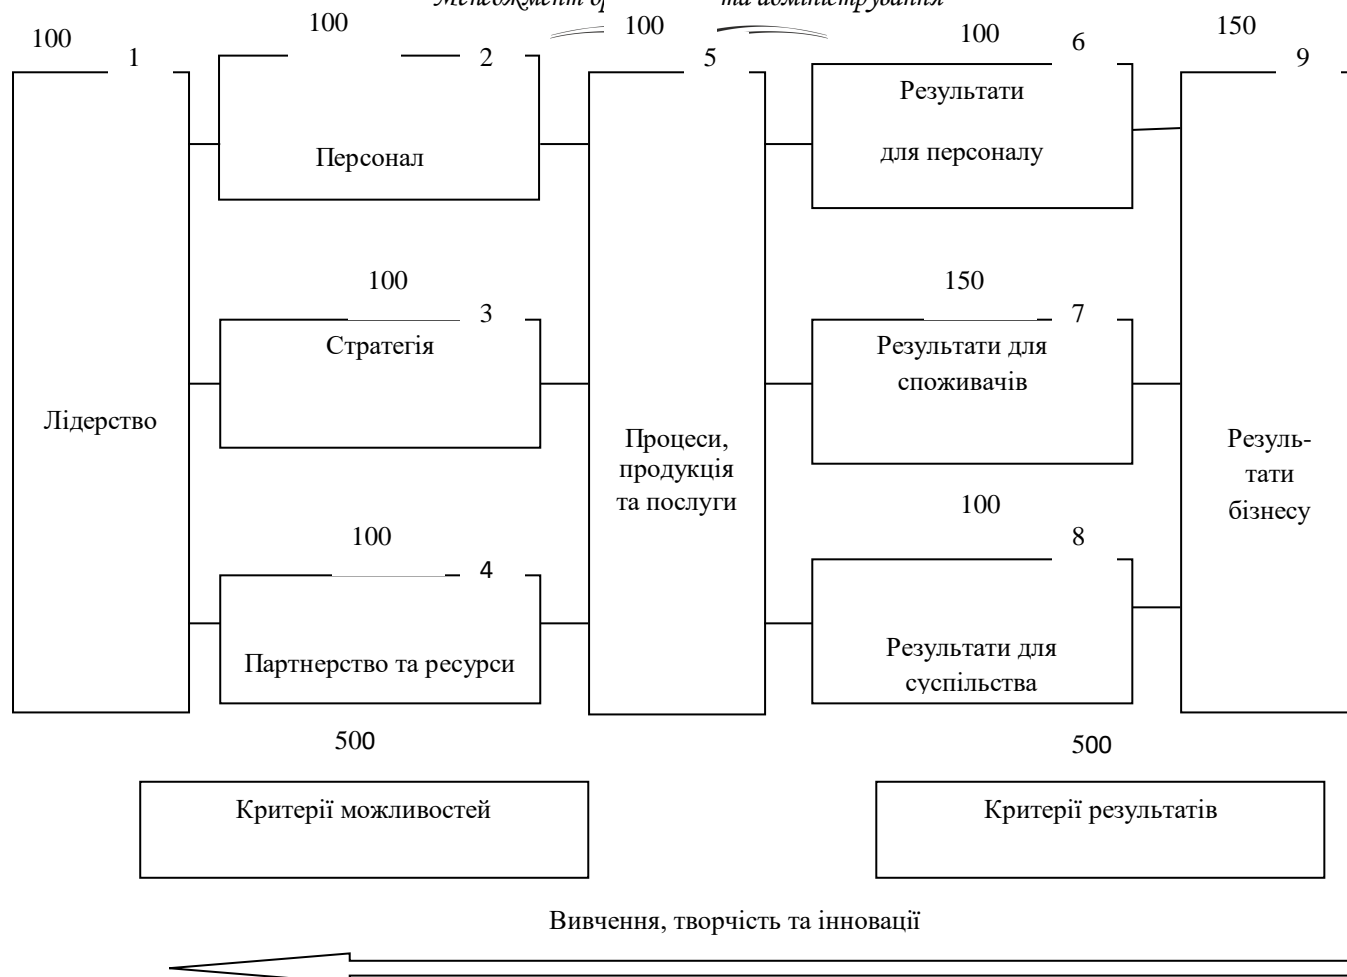 та адміністрування
100
1
100
2
100
5
100
6
150
9
Персонал
Результати
для персоналу
100
3
Стратегія
150
7
Результати для
споживачів
Лідерство
Процеси,
продукція
та послуги
Резуль-
тати
бізнесу
100
4
Партнерство та ресурси
100
8
Результати для
суспільства
500
500
Критерії можливостей
Критерії результатів
Вивчення, творчість та інновації